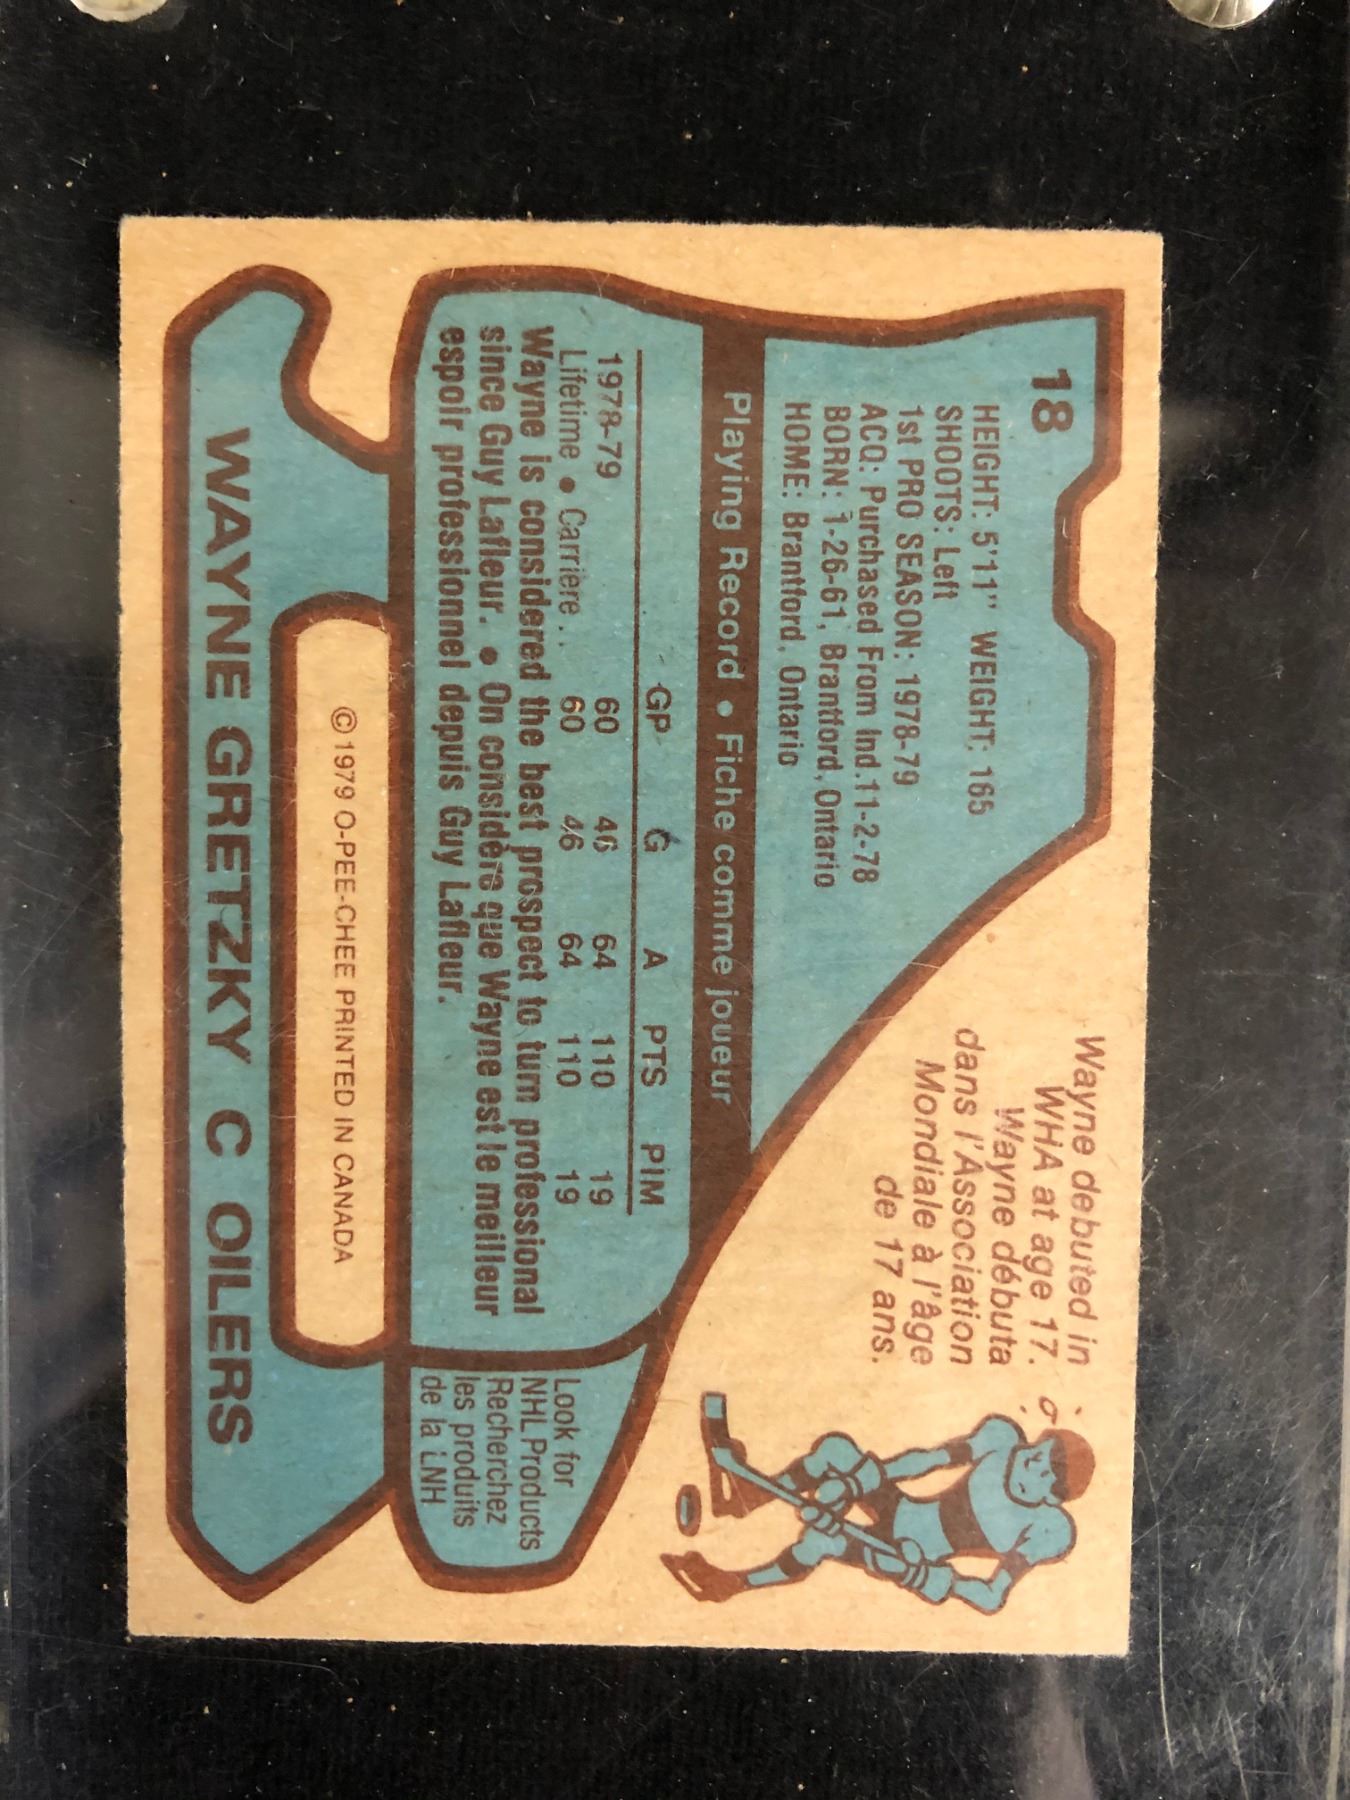 18
HEIGHT: 5'11" WEIGHT: 165
SHOOTS: Left
1st PRO SEASON: 1978-79
ACQ: Purchased From Ind.11-2-78
BORN: 1-26-61, Brantford, Ontario
HOME: Brantford, Ontario
Wayne debuted in
WHA at age 17.
Wayne débuta
dans l'Association
Mondiale à l'âge
de 17 ans.
Playing Record • Fiche comme joueur
GP G A PTS PIM
1978-79 60 46 64 110 19
Lifetime • Carrière .. 60 46 64 110 19
Wayne is considered the best prospect to turn professional
since Guy Lafleur. • On considère que Wayne est le meilleur
espoir professionnel depuis Guy Lafleur.
Look for
NHL Products
Recherchez
les produits
de la LNH
© 1979 O-PEE-CHEE PRINTED IN CANADA
WAYNE GRETZKY C OILERS